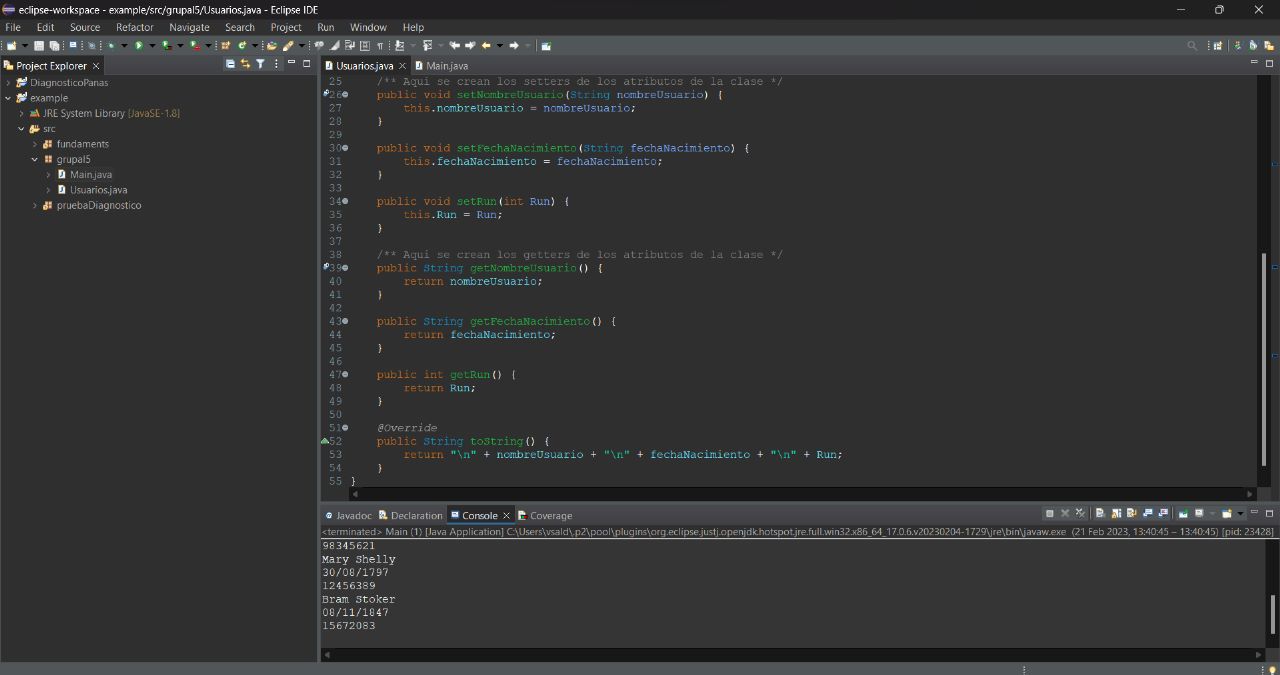 eclipse-workspace - example/src/grupal5/Usuarios.java - Eclipse IDE
File Edit Source Refactor Navigate Search Project Run Window Help
Project Explorer
DiagnosticoPanas
example
JRE System Library [JavaSE-1.8]
src
fundaments
grupal5
Main.java
Usuarios.java
pruebaDiagnostico
Usuarios.java Main.java
25 /** Aqui se crean los setters de los atributos de la clase */
26 public void setNombreUsuario(String nombreUsuario) {
27 this.nombreUsuario = nombreUsuario;
28 }
29
30 public void setFechaNacimiento(String fechaNacimiento) {
31 this.fechaNacimiento = fechaNacimiento;
32 }
33
34 public void setRun(int Run) {
35 this.Run = Run;
36 }
37
38 /** Aqui se crean los getters de los atributos de la clase */
39 public String getNombreUsuario() {
40 return nombreUsuario;
41 }
42
43 public String getFechaNacimiento() {
44 return fechaNacimiento;
45 }
46
47 public int getRun() {
48 return Run;
49 }
50
51 @Override
52 public String toString() {
53 return "\n" + nombreUsuario + "\n" + fechaNacimiento + "\n" + Run;
54 }
55 }
Javadoc Declaration Console Coverage
<terminated> Main (1) [Java Application] C:\Users\vsald\.p2\pool\plugins\org.eclipse.justj.openjdk.hotspot.jre.full.win32.x86_64_17.0.6.v20230204-1729\jre\bin\javaw.exe (21 Feb 2023, 13:40:45 – 13:40:45) [pid: 23428]
98345621
Mary Shelly
30/08/1797
12456389
Bram Stoker
08/11/1847
15672083